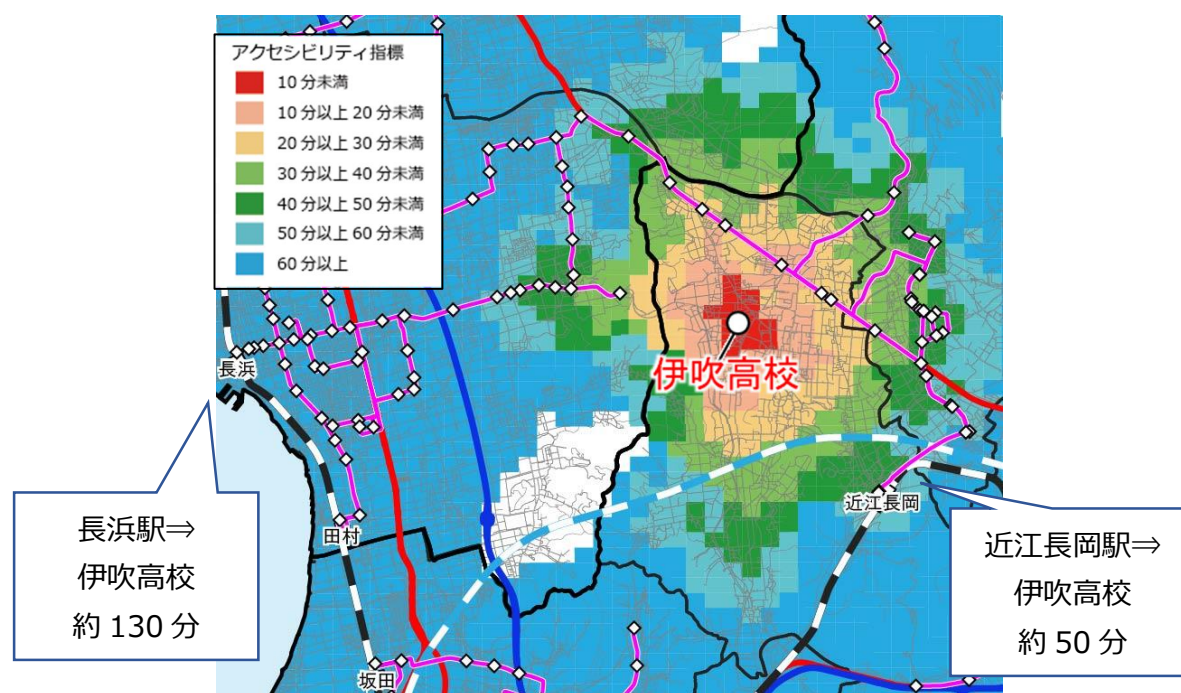 アクセシビリティ指標
10 分未満
10 分以上 20 分未満
20 分以上 30 分未満
30 分以上 40 分未満
40 分以上 50 分未満
50 分以上 60 分未満
60 分以上
伊吹高校
長浜
田村
坂田
近江長岡
長浜駅⇒
伊吹高校
約 130 分
近江長岡駅⇒
伊吹高校
約 50 分